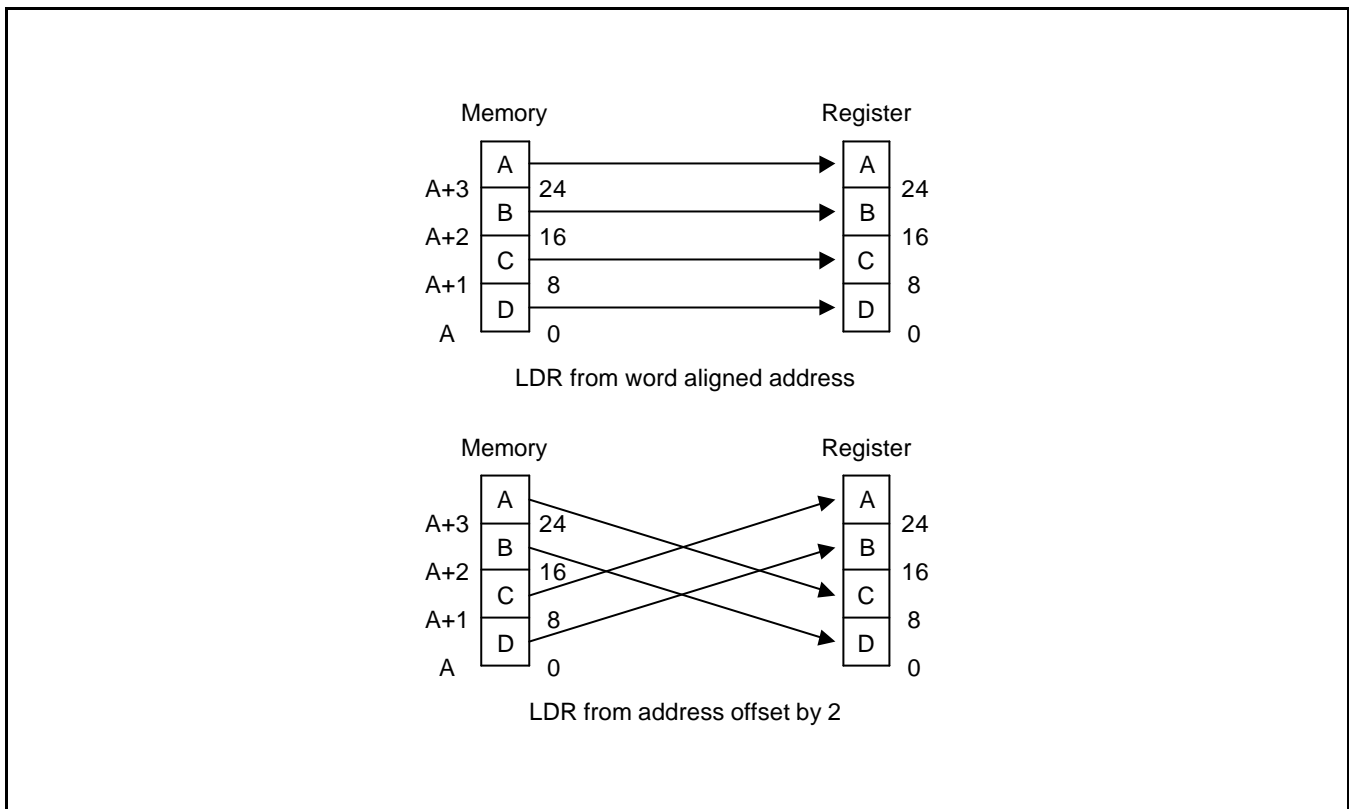 Memory Register
A A
A+3 24 24
B B
A+2 16 16
C C
A+1 8 8
D D
A 0 0
LDR from word aligned address
Memory Register
A A
A+3 24 24
B B
A+2 16 16
C C
A+1 8 8
D D
A 0 0
LDR from address offset by 2